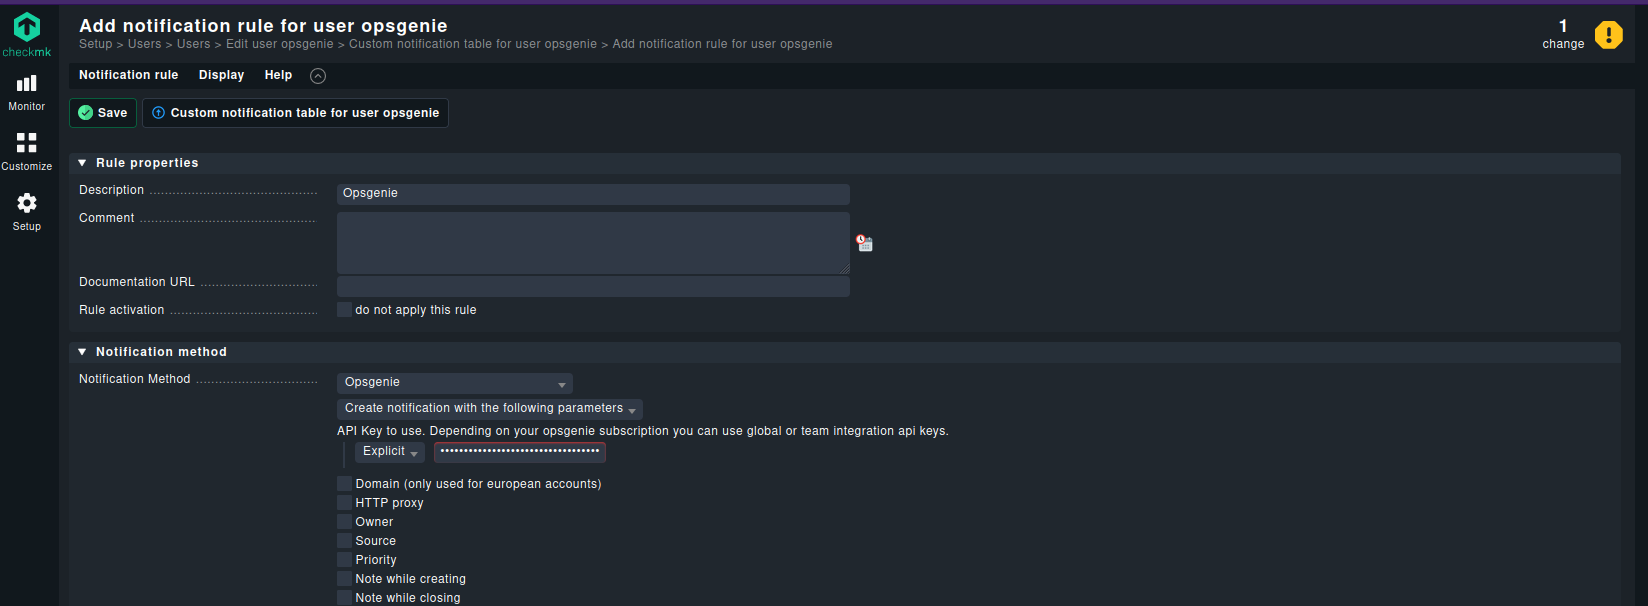 Add notification rule for user opsgenie
Setup > Users > Users > Edit user opsgenie > Custom notification table for user opsgenie > Add notification rule for user opsgenie
1
change
checkmk
Monitor
Customize
Setup
Notification rule Display Help
Save Custom notification table for user opsgenie
Rule properties
Description Opsgenie
Comment
Documentation URL
Rule activation do not apply this rule
Notification method
Notification Method Opsgenie
Create notification with the following parameters
API Key to use. Depending on your opsgenie subscription you can use global or team integration api keys.
Explicit ••••••••••••••••••••••••••••••••••
Domain (only used for european accounts)
HTTP proxy
Owner
Source
Priority
Note while creating
Note while closing